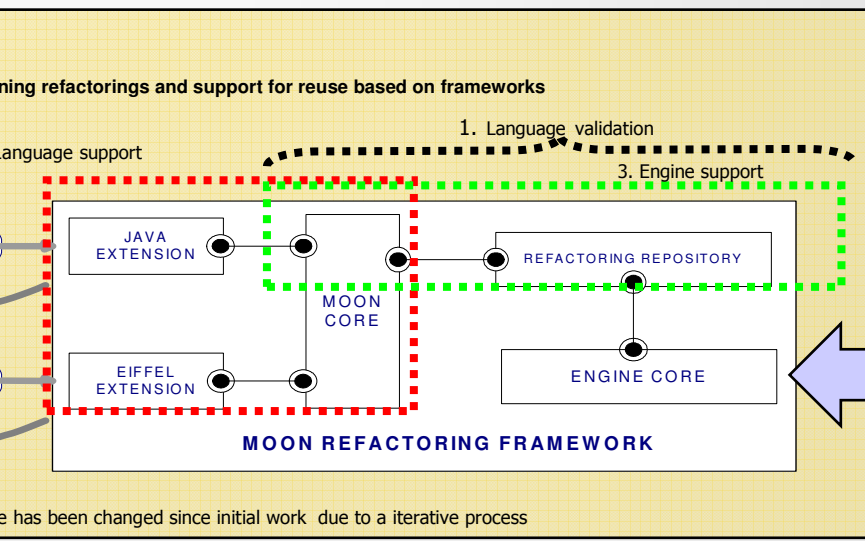 ning refactorings and support for reuse based on frameworks
1. Language validation
anguage support
3. Engine support
JAVA
EXTENSION
REFACTORING REPOSITORY
MOON
CORE
EIFFEL
EXTENSION
ENGINE CORE
MOON REFACTORING FRAMEWORK
e has been changed since initial work due to a iterative process